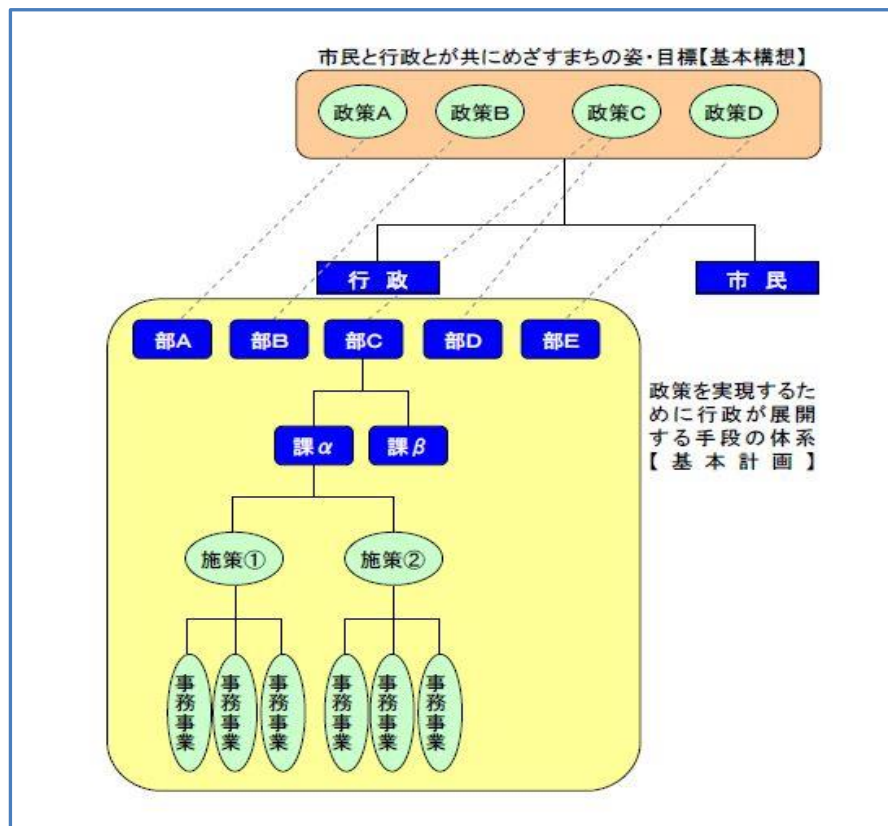 市民と行政とが共にめざすまちの姿・目標【基本構想】
政策A
政策B
政策C
政策D
行政
市民
部A
部B
部C
部D
部E
政策を実現するた
めに行政が展開
する手段の体系
【基本計画】
課α
課β
施策①
施策②
事務事業
事務事業
事務事業
事務事業
事務事業
事務事業